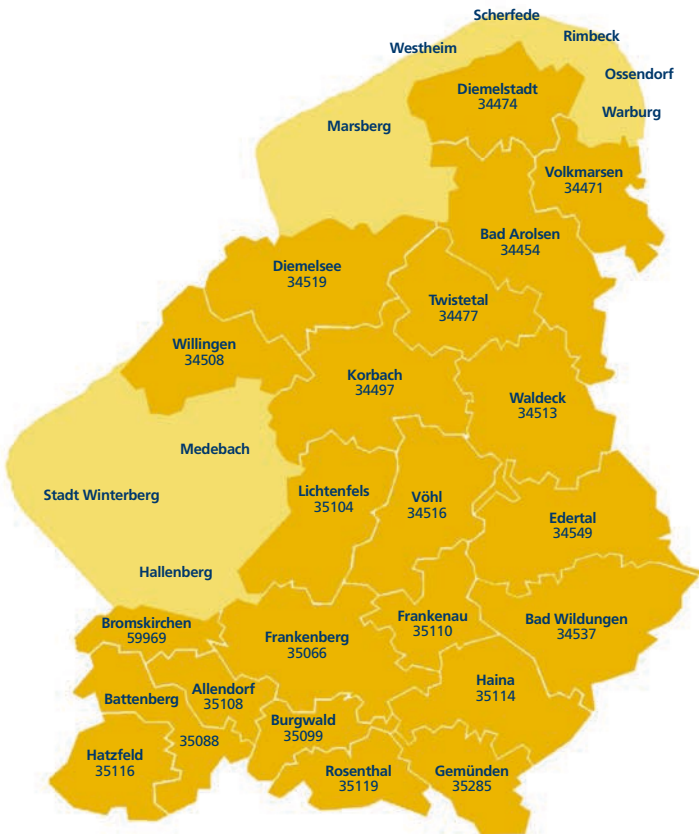 Scherfede
Rimbeck
Westheim
Ossendorf
Diemelstadt
34474
Warburg
Marsberg
Volkmarsen
34471
Bad Arolsen
34454
Diemelsee
34519
Twistetal
34477
Willingen
34508
Korbach
34497
Waldeck
34513
Medebach
Stadt Winterberg
Lichtenfels
35104
Vöhl
34516
Edertal
34549
Hallenberg
Bromskirchen
59969
Frankenberg
35066
Frankenau
35110
Bad Wildungen
34537
Battenberg
35088
Allendorf
35108
Haina
35114
Burgwald
35099
Hatzfeld
35116
Rosenthal
35119
Gemünden
35285